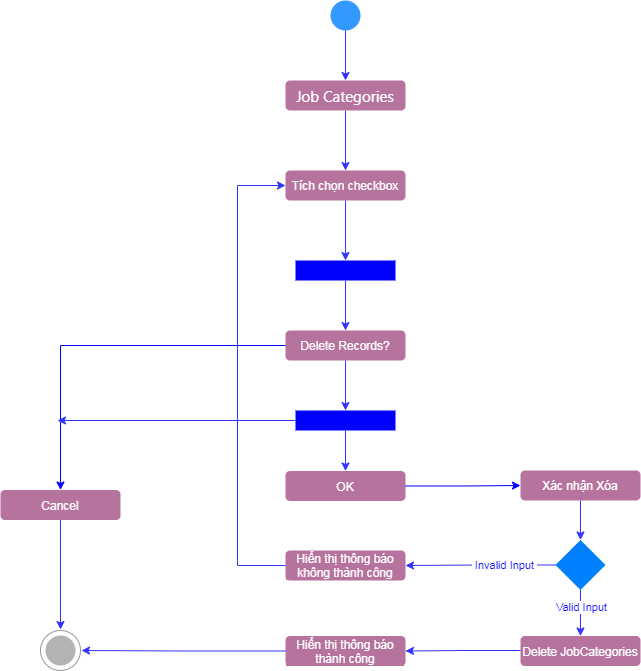 Job Categories
Tích chọn checkbox
Delete Records?
Cancel
OK
Xác nhận Xóa
Hiển thị thông báo
không thành công
Invalid Input
Valid Input
Hiển thị thông báo
thành công
Delete JobCategories